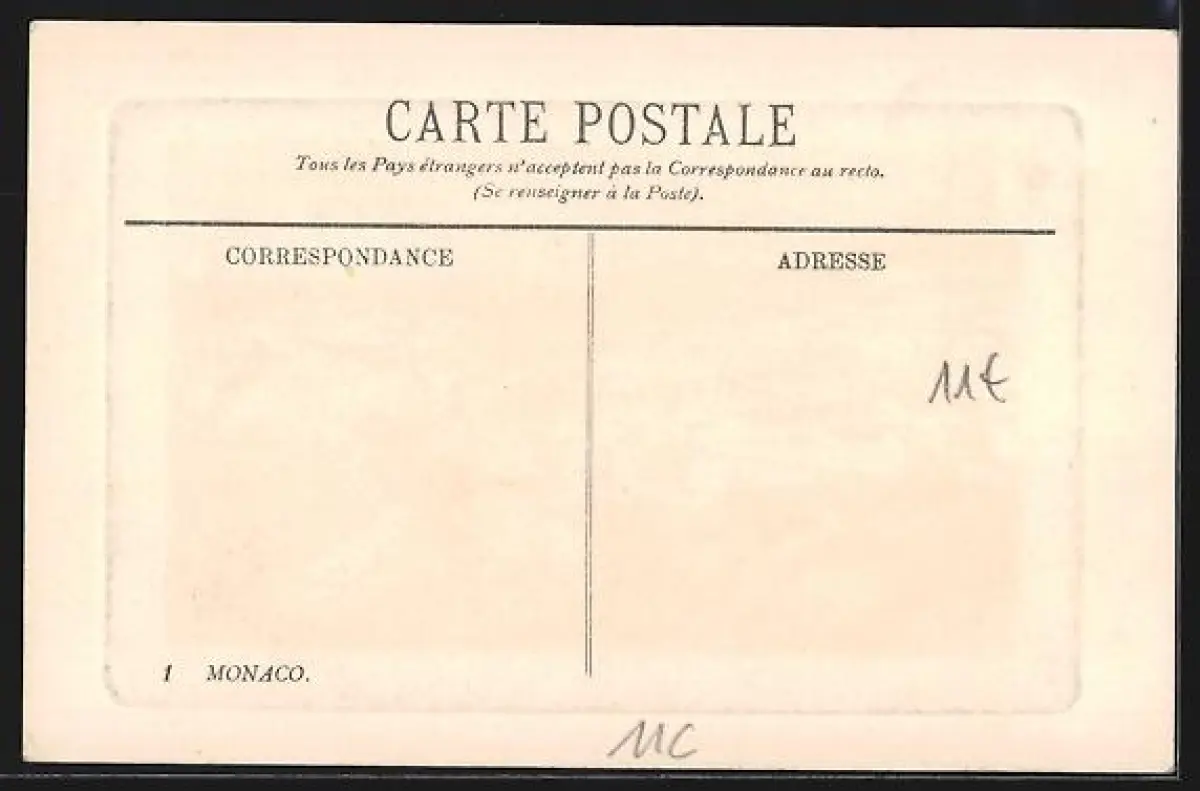 CARTE POSTALE
Tous les Pays étrangers n'acceptent pas la Correspondance au recto.
(Se renseigner à la Poste).
CORRESPONDANCE
ADRESSE
11€
1 MONACO.
11C